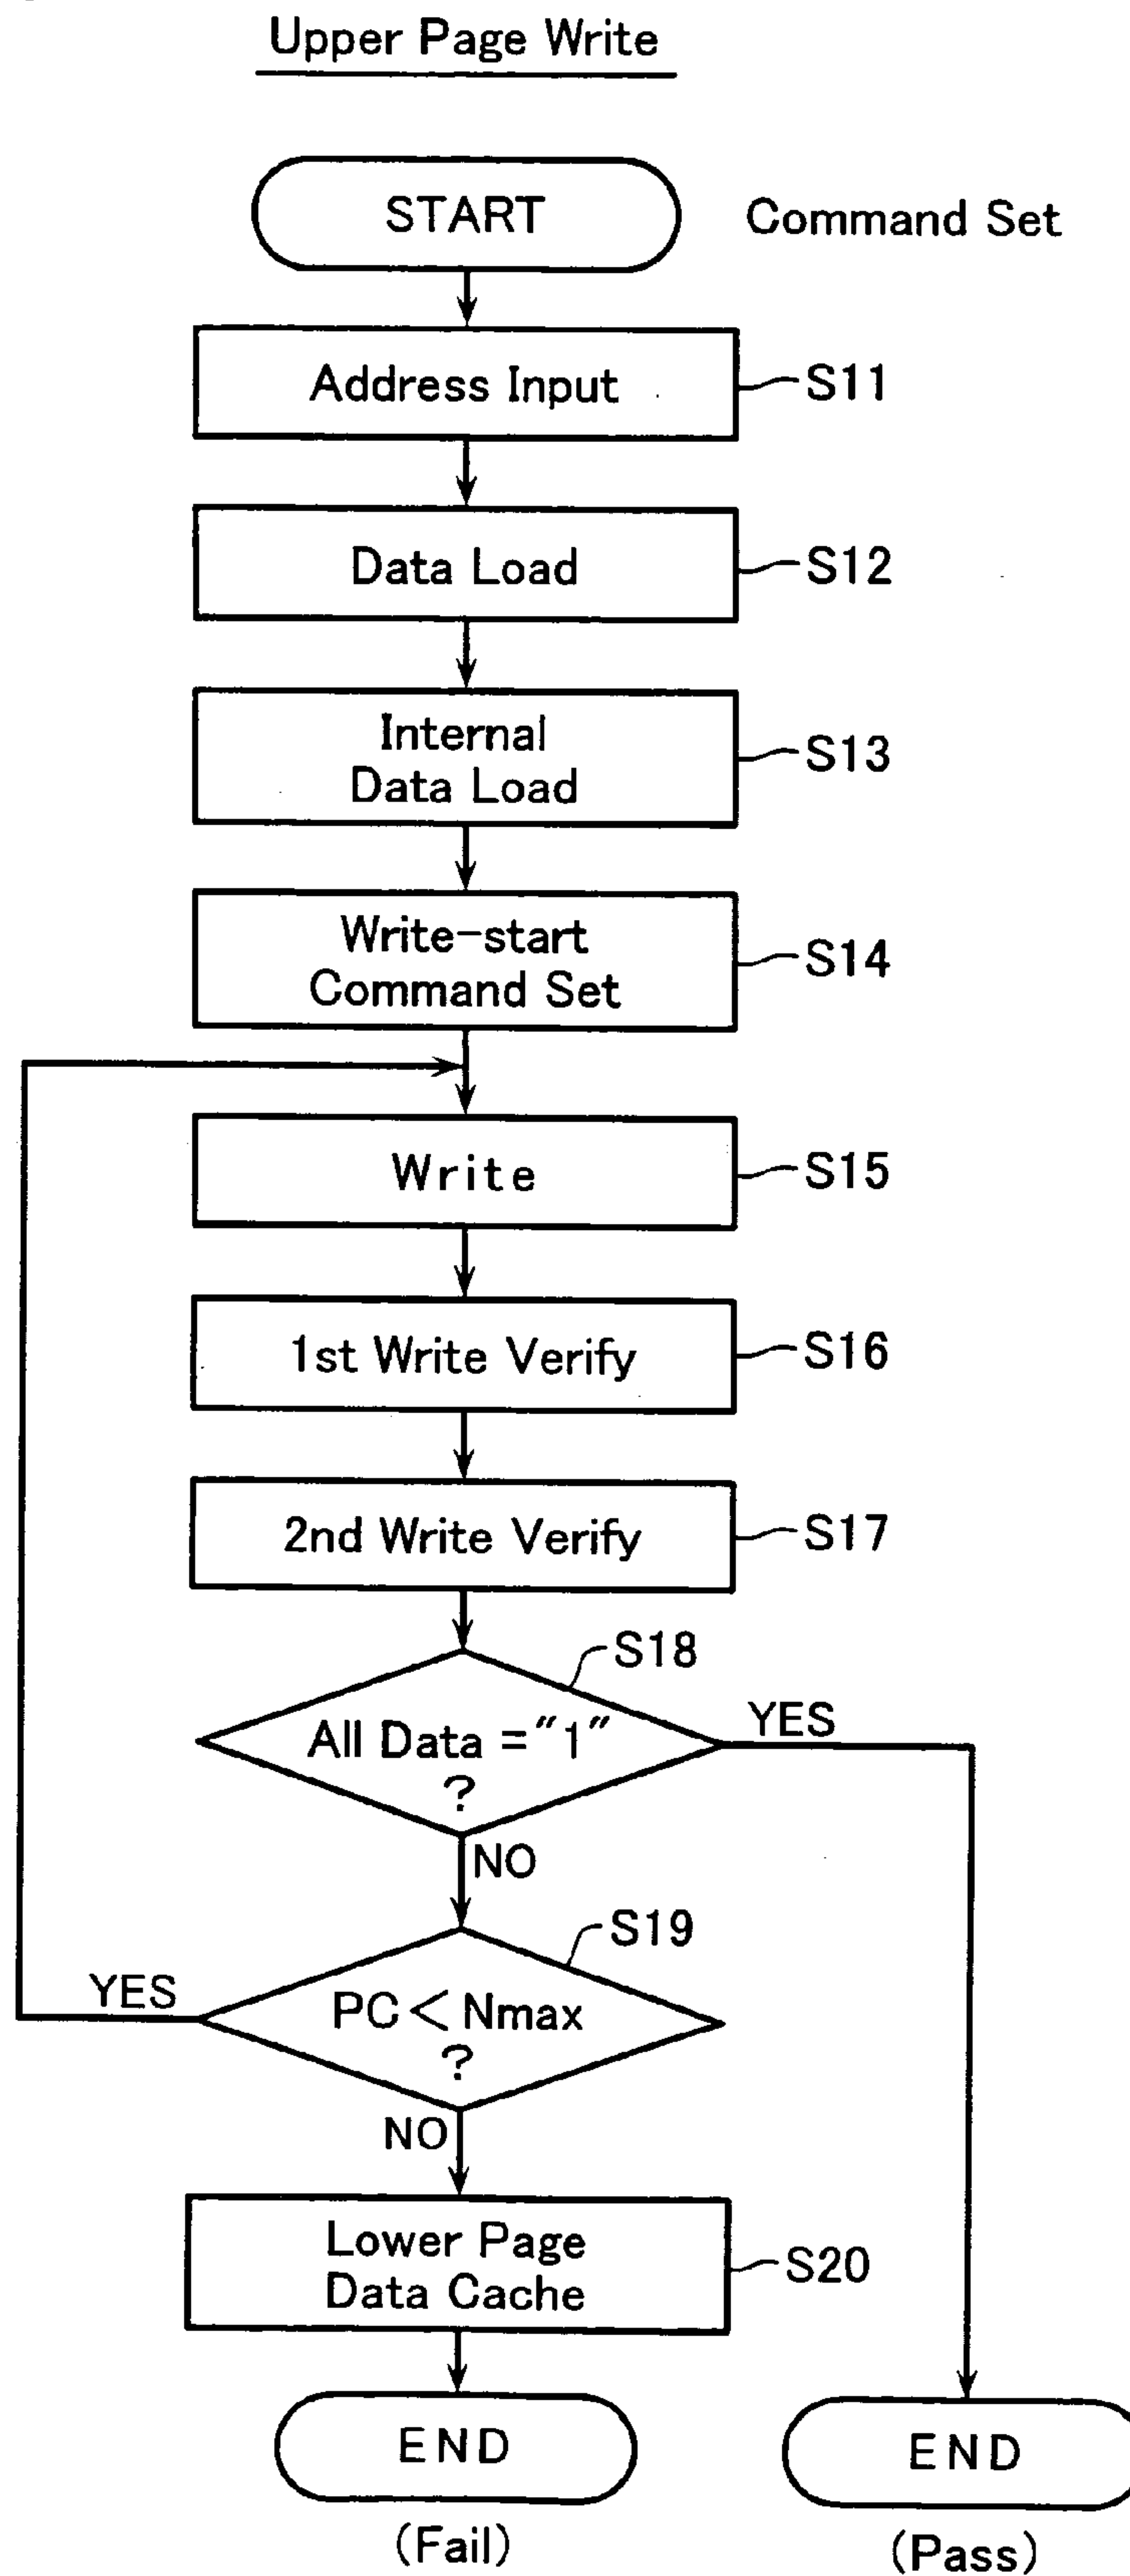 Upper Page Write
START
Command Set
Address Input
S11
Data Load
S12
Internal
Data Load
S13
Write-start
Command Set
S14
Write
S15
1st Write Verify
S16
2nd Write Verify
S17
S18
All Data ="1"
?
YES
NO
S19
YES
PC < Nmax
?
NO
Lower Page
Data Cache
S20
END
END
(Fail)
(Pass)